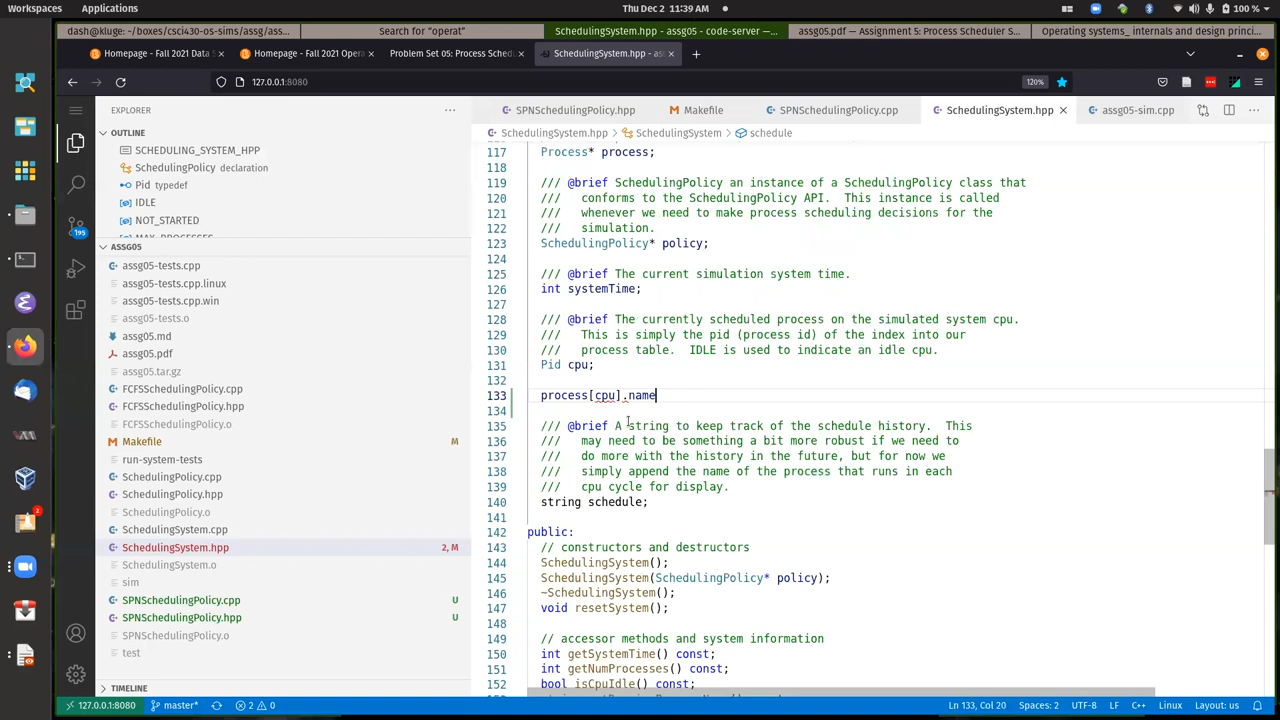 Workspaces Applications Thu Dec 2 11:39 AM 100 %
dash@kluge: ~/boxes/csci430-os-sims/assg/ass... Search for "operat" SchedulingSystem.hpp - assg05 - code-server —... assg05.pdf — Assignment 5: Process Scheduler S... Operating systems_ internals and design princi...
Homepage - Fall 2021 Data S Homepage - Fall 2021 Opera Problem Set 05: Process Schedu SchedulingSystem.hpp - ass
127.0.0.1:8080 120%
EXPLORER
SPNSchedulingPolicy.hpp Makefile SPNSchedulingPolicy.cpp SchedulingSystem.hpp assg05-sim.cpp
SchedulingSystem.hpp > SchedulingSystem > schedule
OUTLINE
SCHEDULING_SYSTEM_HPP
SchedulingPolicy declaration
Pid typedef
IDLE
NOT_STARTED
MAX_PROCESSES
ASSG05
assg05-tests.cpp
assg05-tests.cpp.linux
assg05-tests.cpp.win
assg05-tests.o
assg05.md
assg05.pdf
assg05.tar.gz
FCFSSchedulingPolicy.cpp
FCFSSchedulingPolicy.hpp
FCFSSchedulingPolicy.o
Makefile M
run-system-tests
SchedulingPolicy.cpp
SchedulingPolicy.hpp
SchedulingPolicy.o
SchedulingSystem.cpp
SchedulingSystem.hpp 2, M
SchedulingSystem.o
sim
SPNSchedulingPolicy.cpp U
SPNSchedulingPolicy.hpp U
SPNSchedulingPolicy.o
test
TIMELINE
195
2
117 Process* process;
118
119 /// @brief SchedulingPolicy an instance of a SchedulingPolicy class that
120 /// conforms to the SchedulingPolicy API. This instance is called
121 /// whenever we need to make process scheduling decisions for the
122 /// simulation.
123 SchedulingPolicy* policy;
124
125 /// @brief The current simulation system time.
126 int systemTime;
127
128 /// @brief The currently scheduled process on the simulated system cpu.
129 /// This is simply the pid (process id) of the index into our
130 /// process table. IDLE is used to indicate an idle cpu.
131 Pid cpu;
132
133 process[cpu].name
134
135 /// @brief A string to keep track of the schedule history. This
136 /// may need to be something a bit more robust if we need to
137 /// do more with the history in the future, but for now we
138 /// simply append the name of the process that runs in each
139 /// cpu cycle for display.
140 string schedule;
141
142 public:
143 // constructors and destructors
144 SchedulingSystem();
145 SchedulingSystem(SchedulingPolicy* policy);
146 ~SchedulingSystem();
147 void resetSystem();
148
149 // accessor methods and system information
150 int getSystemTime() const;
151 int getNumProcesses() const;
152 bool isCpuIdle() const;
127.0.0.1:8080 master* 2 0 Ln 133, Col 20 Spaces: 2 UTF-8 LF C++ Linux Layout: us